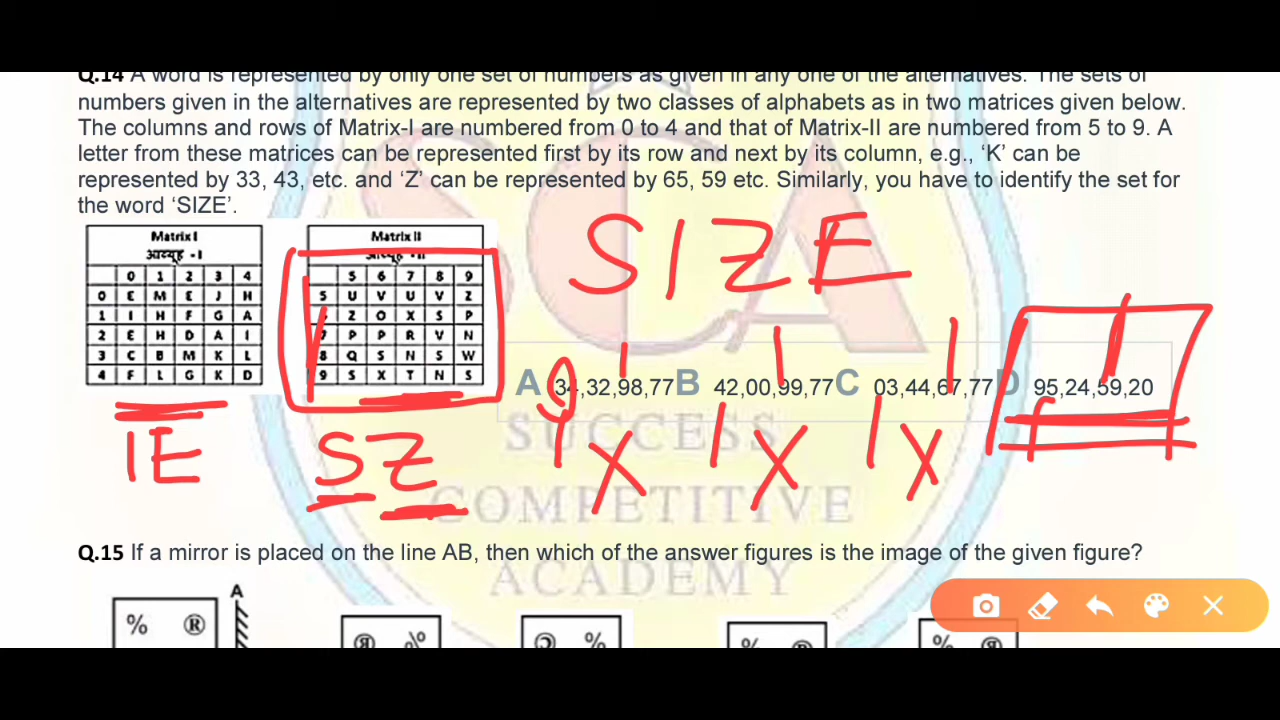 Q.14 A word is represented by only one set of numbers as given in any one of the alternatives. The sets of
numbers given in the alternatives are represented by two classes of alphabets as in two matrices given below.
The columns and rows of Matrix-I are numbered from 0 to 4 and that of Matrix-II are numbered from 5 to 9. A
letter from these matrices can be represented first by its row and next by its column, e.g., ‘K’ can be
represented by 33, 43, etc. and ‘Z’ can be represented by 65, 59 etc. Similarly, you have to identify the set for
the word ‘SIZE’.
Matrix I
आव्यूह -I
0 1 2 3 4
0 E M E J H
1 I H F G A
2 E H D A I
3 C B M K L
4 F L G K D
Matrix II
5 6 7 8 9
5 U V U V Z
Z O X S P
7 P P R V N
8 Q S N S W
9 S X T N S
SIZE
A 34,32,98,77 B 42,00,99,77 C 03,44,67,77 D 95,24,59,20
IE
SZ
SCA
SUCCESS
COMPETITIVE
ACADEMY
Q.15 If a mirror is placed on the line AB, then which of the answer figures is the image of the given figure?
A
% ®
%
%
%